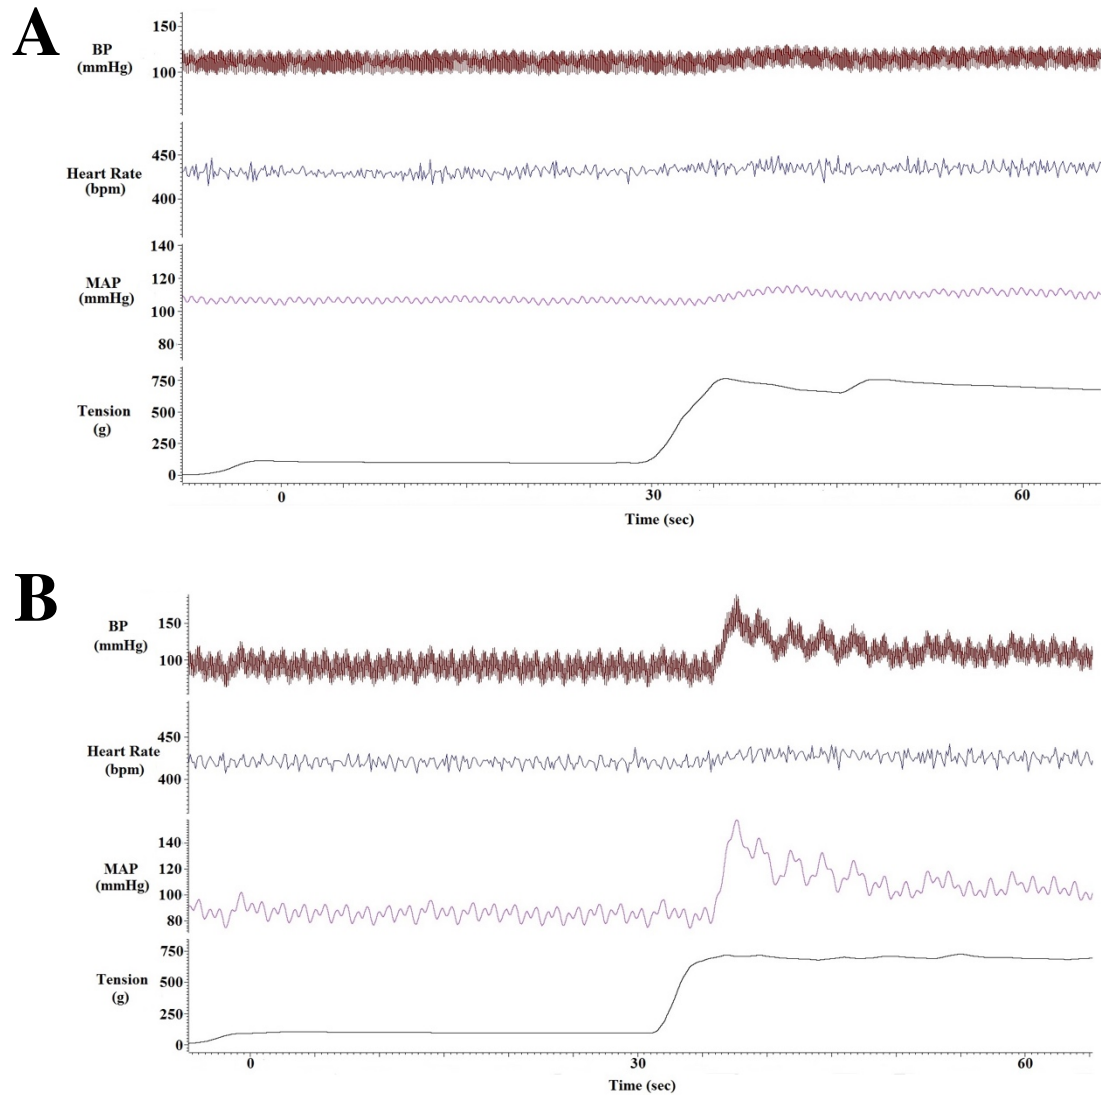 A
BP
(mmHg)
150
100
Heart Rate
(bpm)
450
400
MAP
(mmHg)
140
120
100
80
Tension
(g)
750
500
250
0
0 30 60
Time (sec)
B
BP
(mmHg)
150
100
Heart Rate
(bpm)
450
400
MAP
(mmHg)
140
120
100
80
Tension
(g)
750
500
250
0
0 30 60
Time (sec)